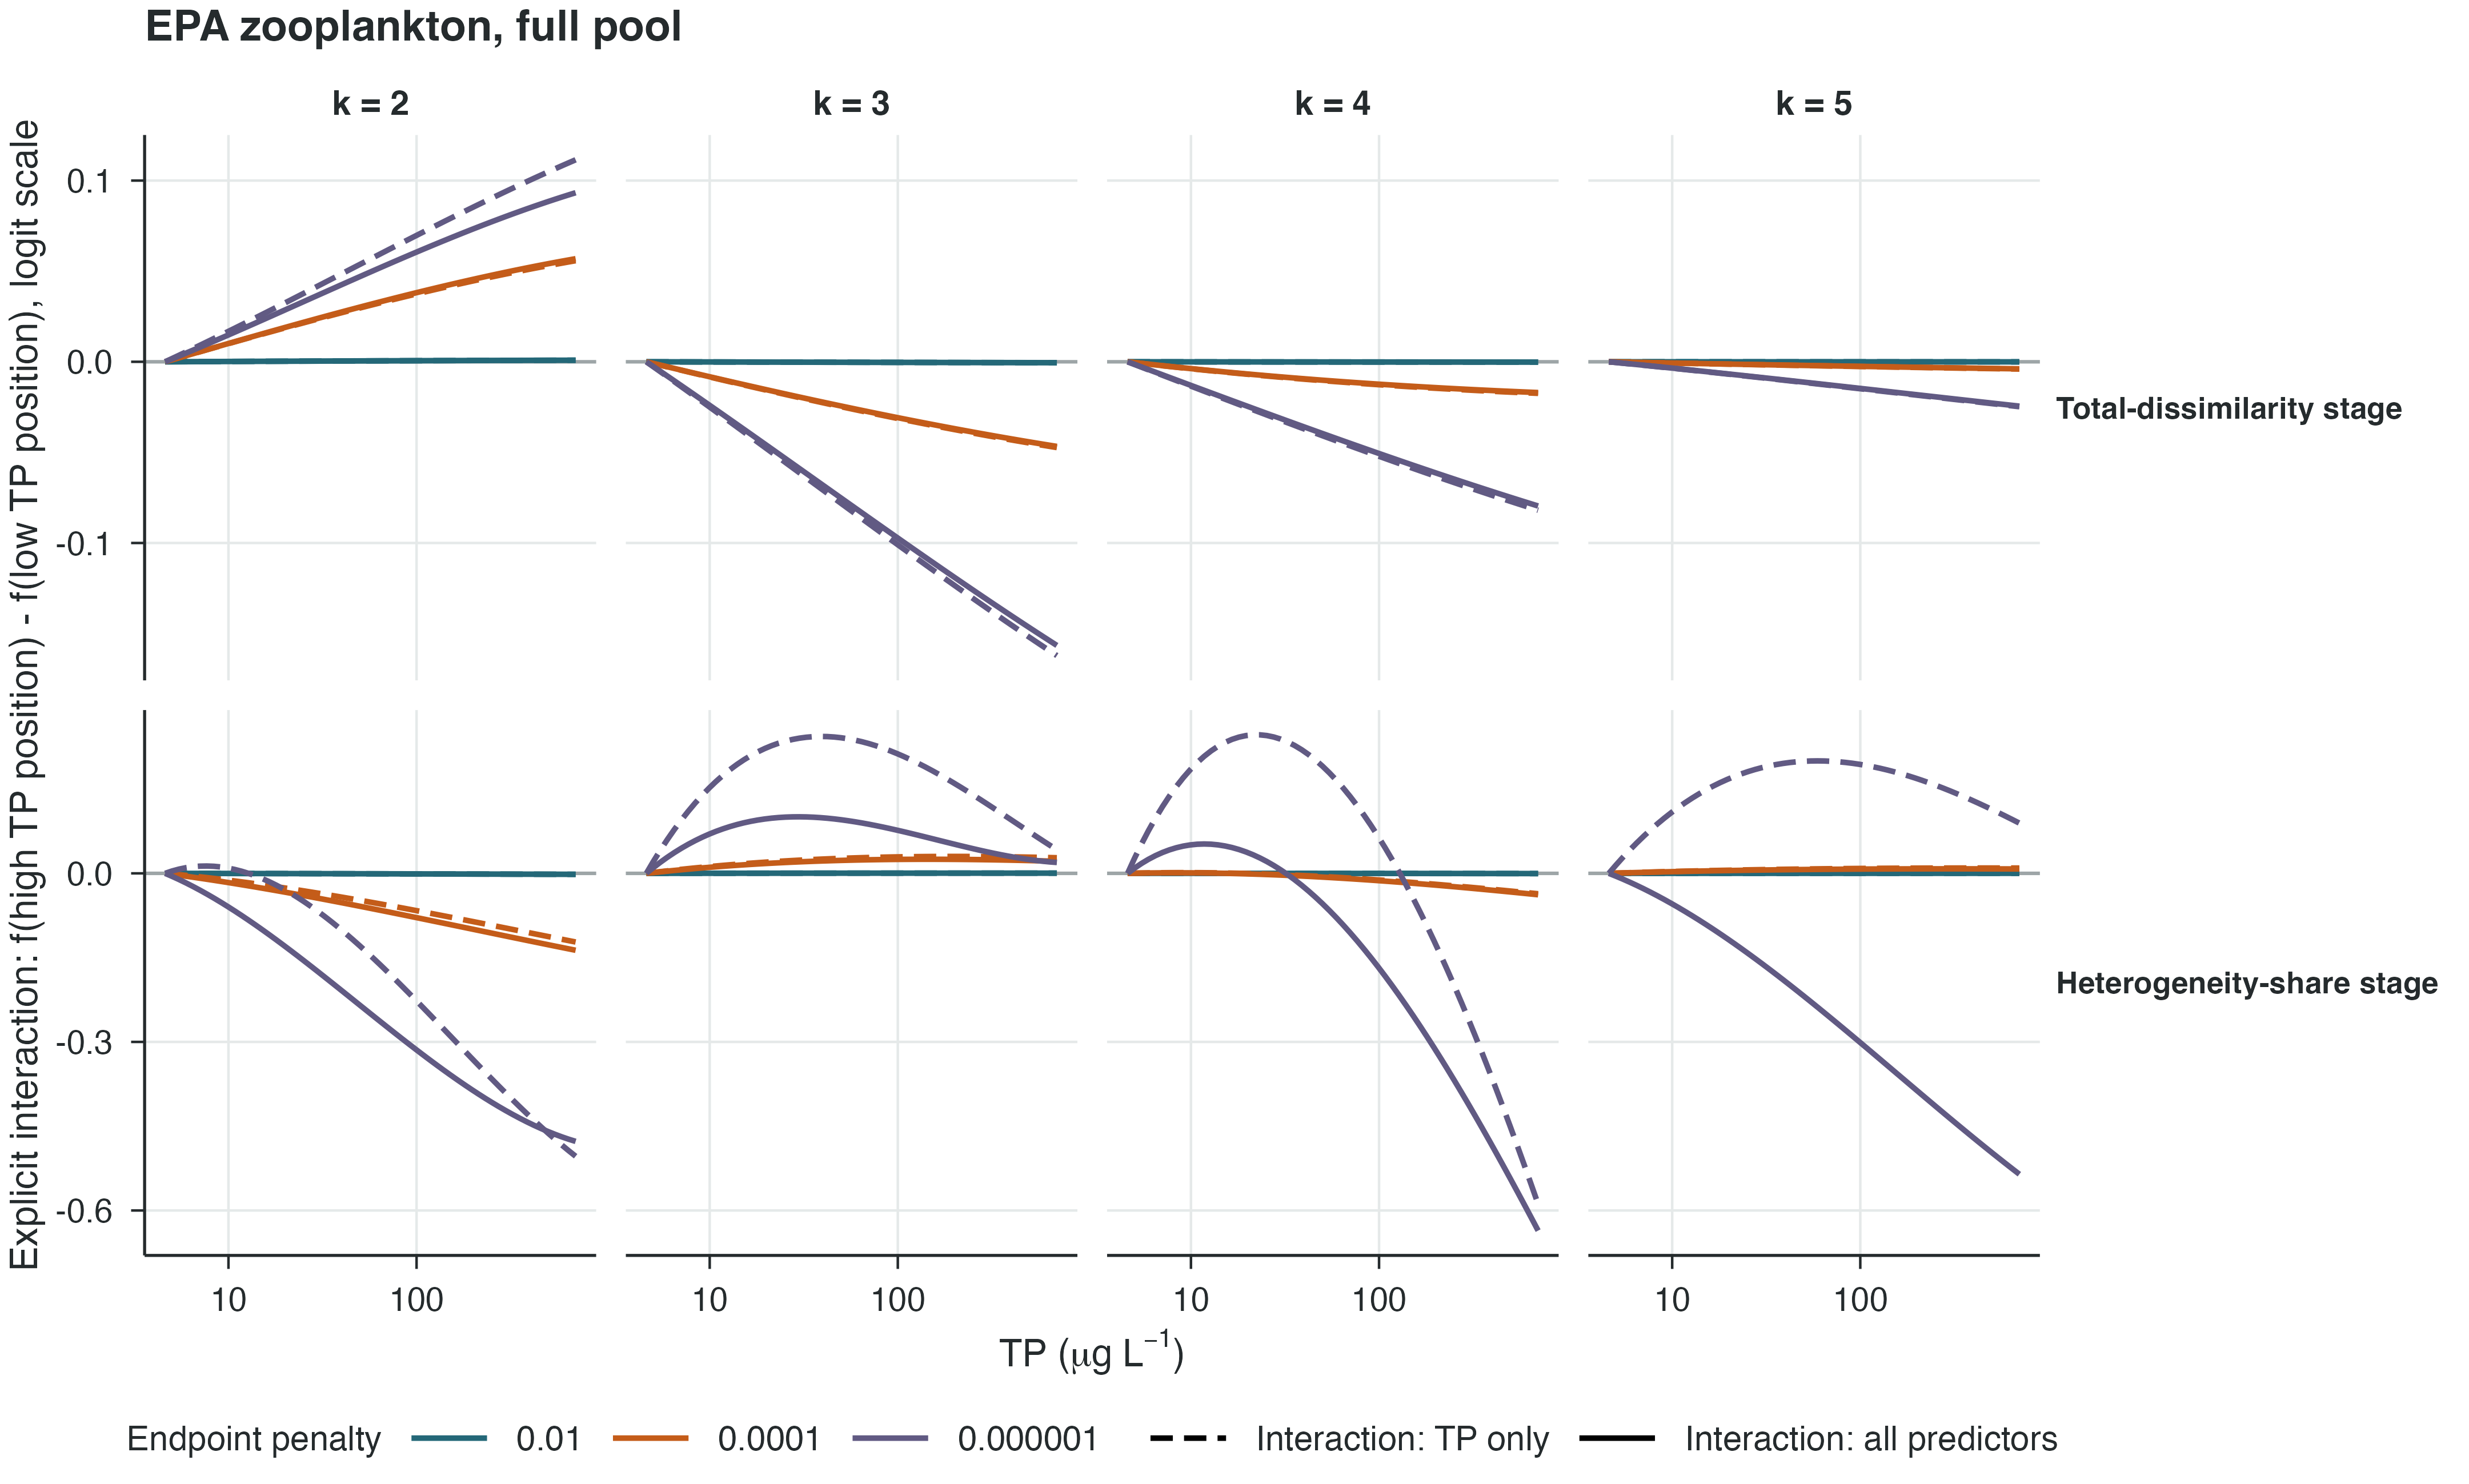 EPA zooplankton, full pool
k = 2
k = 3
k = 4
k = 5
Explicit interaction: f(high TP position) - f(low TP position), logit scale
0.1
0.0
-0.1
Total-dissimilarity stage
0.0
-0.3
-0.6
Heterogeneity-share stage
10 100 10 100 10 100 10 100
TP (μg L⁻¹)
Endpoint penalty 0.01 0.0001 0.000001 Interaction: TP only Interaction: all predictors